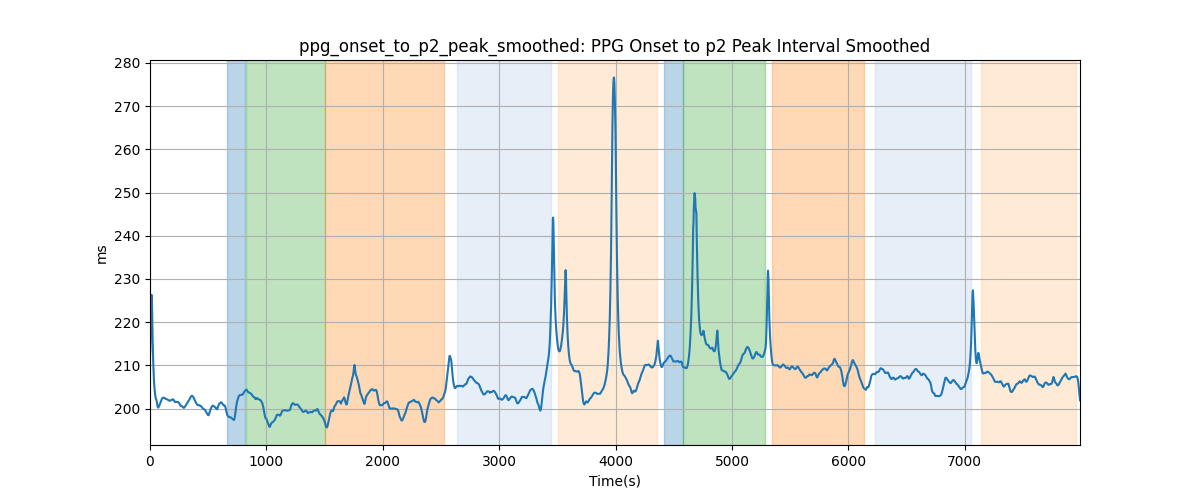 ppg_onset_to_p2_peak_smoothed: PPG Onset to p2 Peak Interval Smoothed
280
270
260
250
240
230
220
210
200
ms
0 1000 2000 3000 4000 5000 6000 7000
Time(s)